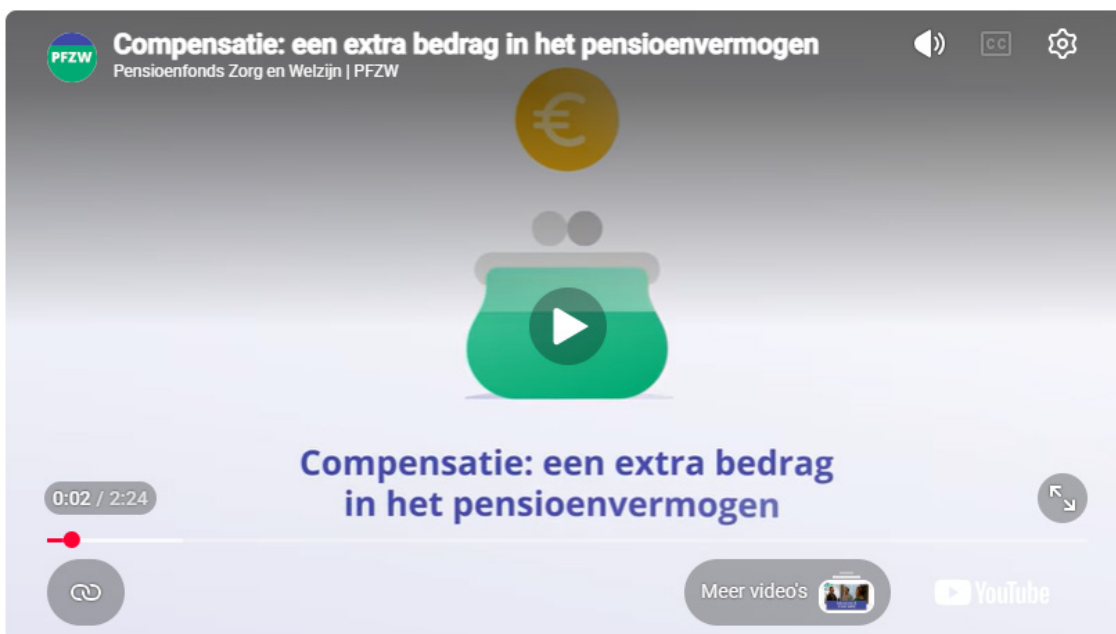 PFZW
Compensatie: een extra bedrag in het pensioenvermogen
Pensioenfonds Zorg en Welzijn | PFZW
CC
€
Compensatie: een extra bedrag
in het pensioenvermogen
0:02 / 2:24
Meer video's
YouTube